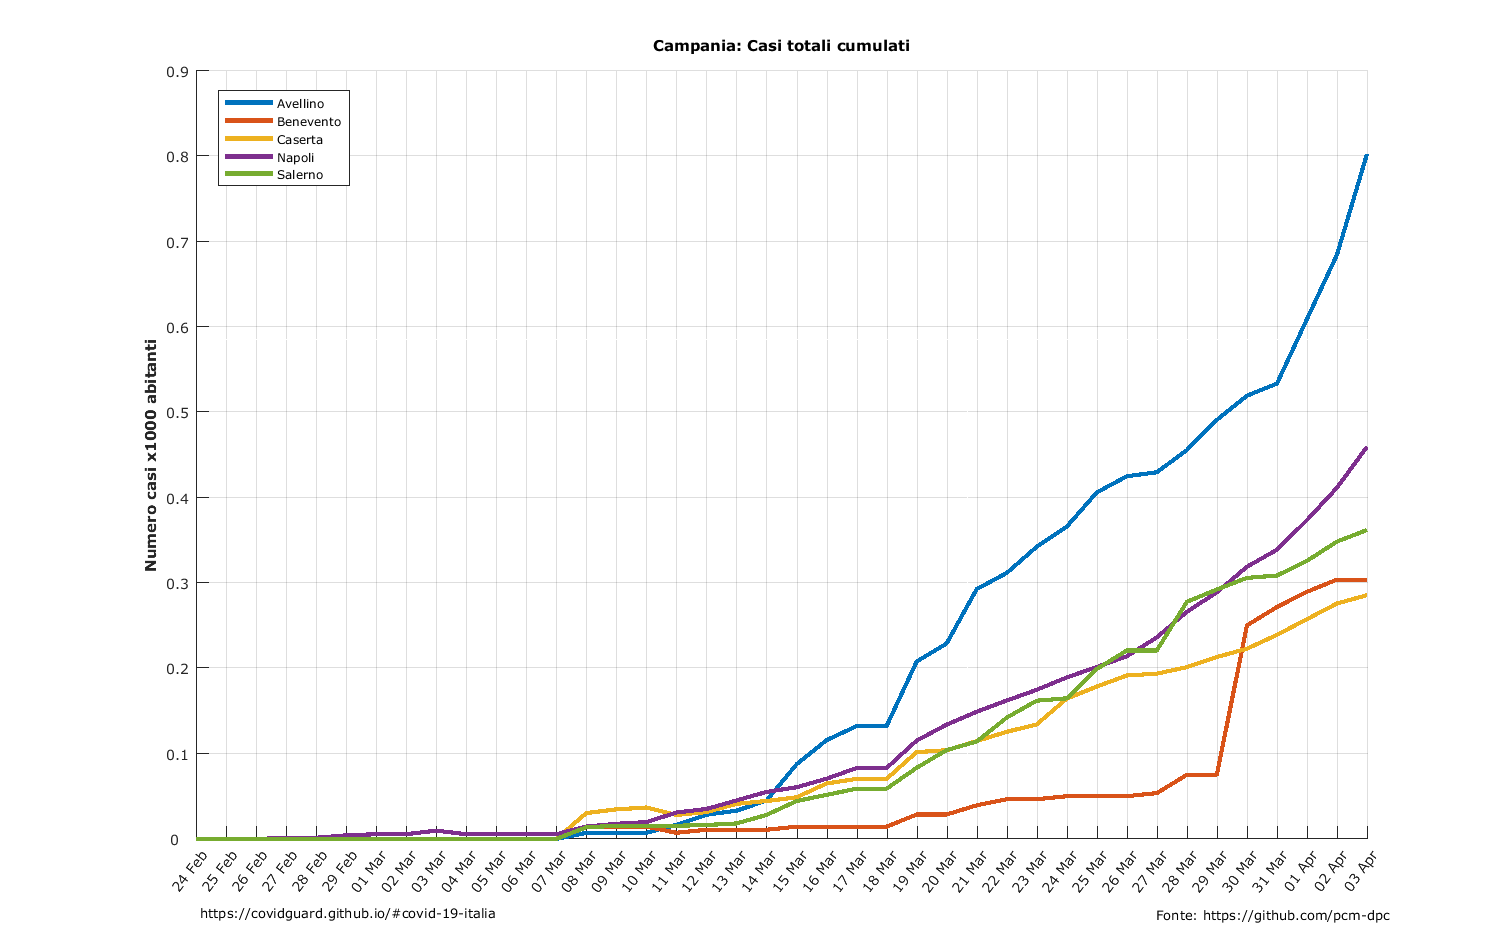 Campania: Casi totali cumulati
Numero casi x1000 abitanti
0.9
0.8
0.7
0.6
0.5
0.4
0.3
0.2
0.1
0
Avellino
Benevento
Caserta
Napoli
Salerno
24 Feb
25 Feb
26 Feb
27 Feb
28 Feb
29 Feb
01 Mar
02 Mar
03 Mar
04 Mar
05 Mar
06 Mar
07 Mar
08 Mar
09 Mar
10 Mar
11 Mar
12 Mar
13 Mar
14 Mar
15 Mar
16 Mar
17 Mar
18 Mar
19 Mar
20 Mar
21 Mar
22 Mar
23 Mar
24 Mar
25 Mar
26 Mar
27 Mar
28 Mar
29 Mar
30 Mar
31 Mar
01 Apr
02 Apr
03 Apr
https://covidguard.github.io/#covid-19-italia
Fonte: https://github.com/pcm-dpc